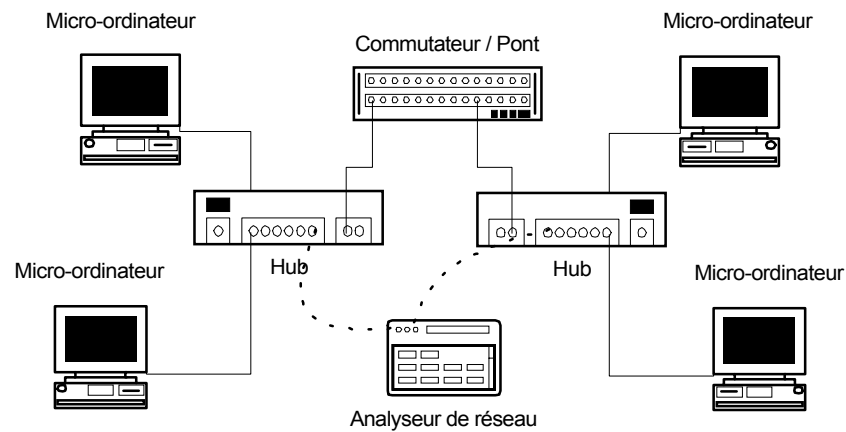 Micro-ordinateur
Commutateur / Pont
Micro-ordinateur
Hub
Hub
Micro-ordinateur
Micro-ordinateur
Analyseur de réseau